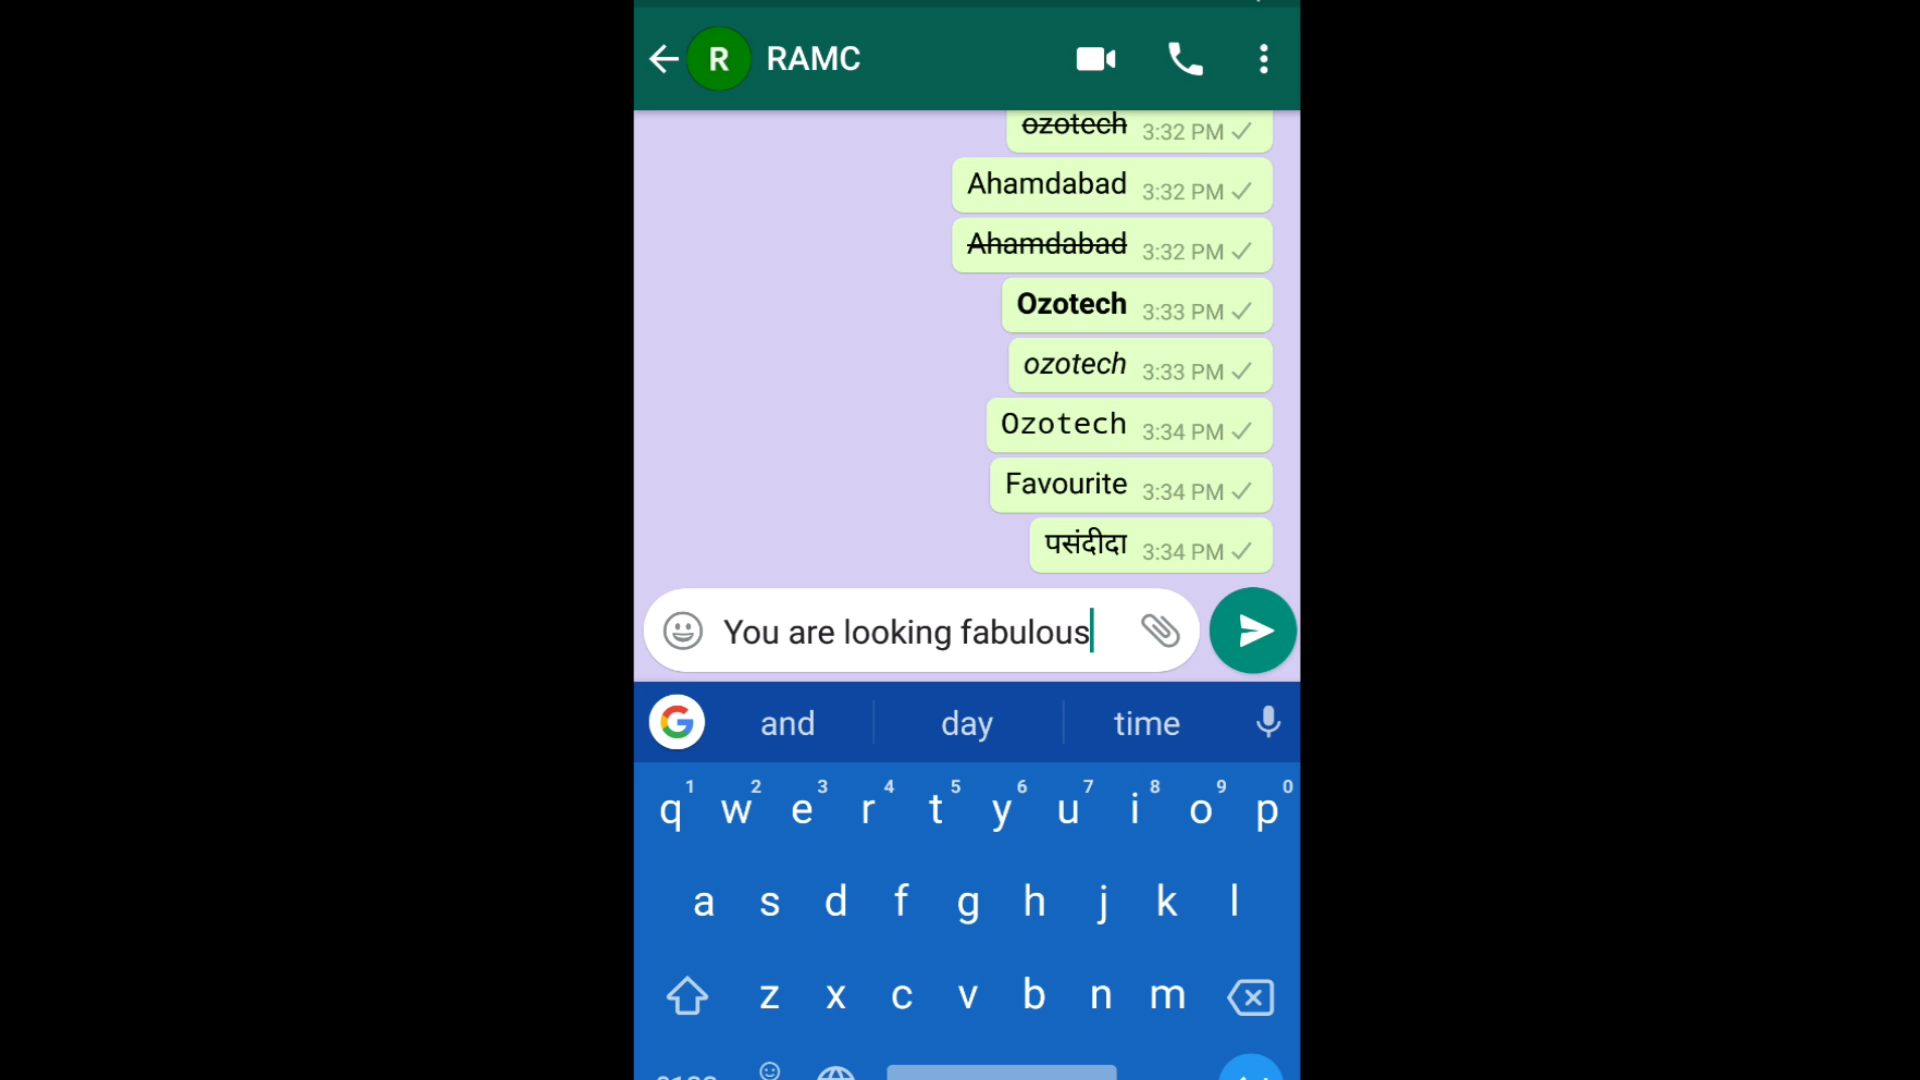 R RAMC
ozotech 3:32 PM
Ahamdabad 3:32 PM
Ahamdabad 3:32 PM
Ozotech 3:33 PM
ozotech 3:33 PM
Ozotech 3:34 PM
Favourite 3:34 PM
पसंदीदा 3:34 PM
You are looking fabulous
G and day time
1 2 3 4 5 6 7 8 9 0
q w e r t y u i o p
a s d f g h j k l
z x c v b n m